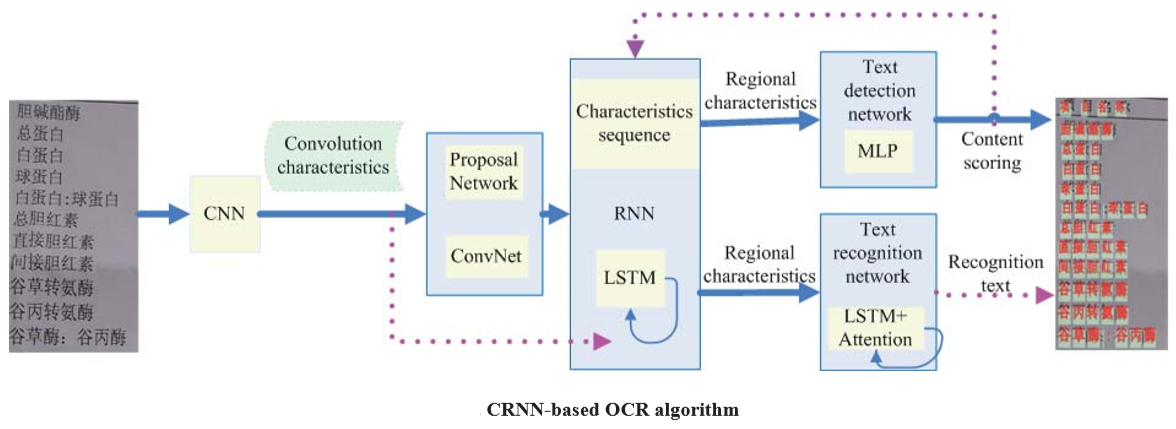 胆碱酯酶
总蛋白
白蛋白
球蛋白
白蛋白:球蛋白
总胆红素
直接胆红素
间接胆红素
谷草转氨酶
谷丙转氨酶
谷草酶：谷丙酶
CNN
Convolution
characteristics
Proposal
Network
ConvNet
Characteristics
sequence
RNN
LSTM
Regional
characteristics
Regional
characteristics
Text
detection
network
MLP
Text
recognition
network
LSTM+
Attention
Content
scoring
Recognition
text
胆碱酯酶
总蛋白
白蛋白
球蛋白
白蛋白:球蛋白
总胆红素
直接胆红素
间接胆红素
谷草转氨酶
谷丙转氨酶
谷草酶：谷丙酶
CRNN-based OCR algorithm